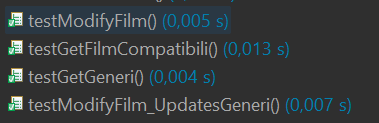 testModifyFilm() (0,005 s)
testGetFilmCompatibili() (0,013 s)
testGetGeneri() (0,004 s)
testModifyFilm_UpdatesGeneri() (0,007 s)